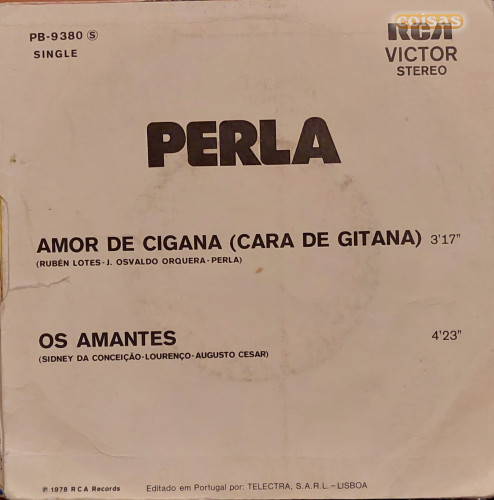 PB-9380 Ⓢ
SINGLE
coisas
RCA
VICTOR
STEREO
PERLA
AMOR DE CIGANA (CARA DE GITANA) 3'17"
(RUBÉN LOTES-J. OSVALDO ORQUERA-PERLA)
OS AMANTES 4'23"
(SIDNEY DA CONCEIÇÃO-LOURENÇO-AUGUSTO CESAR)
℗ 1978 RCA Records Editado em Portugal por: TELECTRA, S.A.R.L.-LISBOA